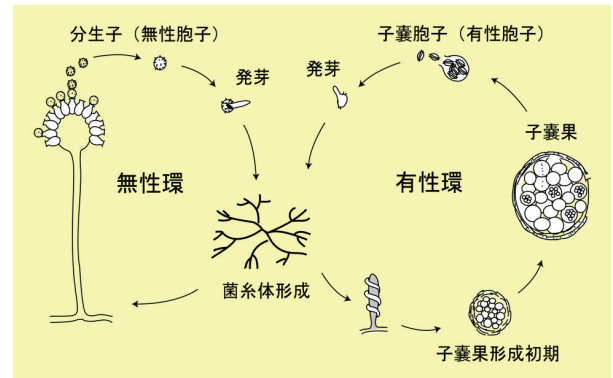 分生子（無性胞子）
子嚢胞子（有性胞子）
発芽
発芽
子嚢果
無性環
有性環
菌糸体形成
子嚢果形成初期